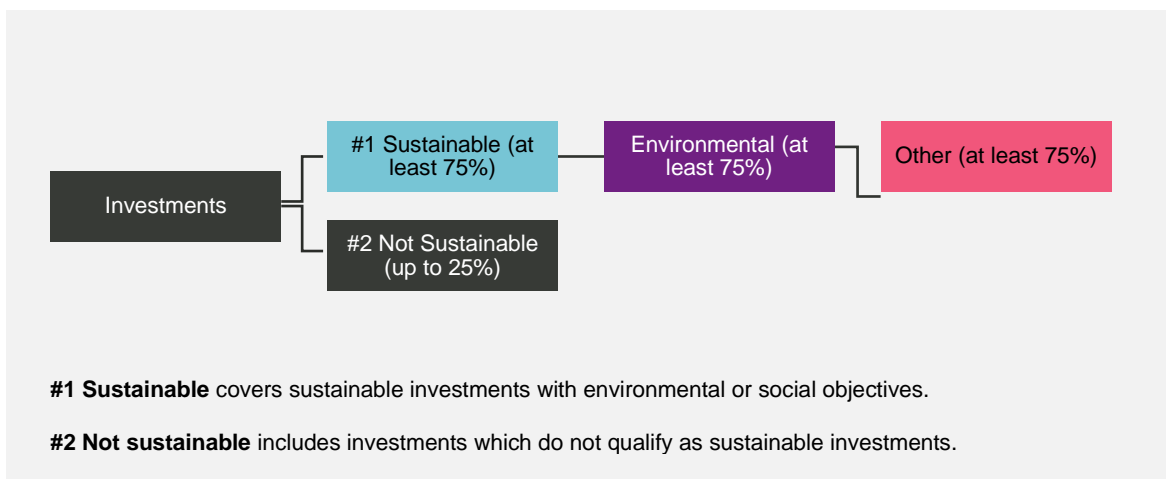 #1 Sustainable (at
least 75%)
Environmental (at
least 75%)
Other (at least 75%)
Investments
#2 Not Sustainable
(up to 25%)
#1 Sustainable covers sustainable investments with environmental or social objectives.
#2 Not sustainable includes investments which do not qualify as sustainable investments.